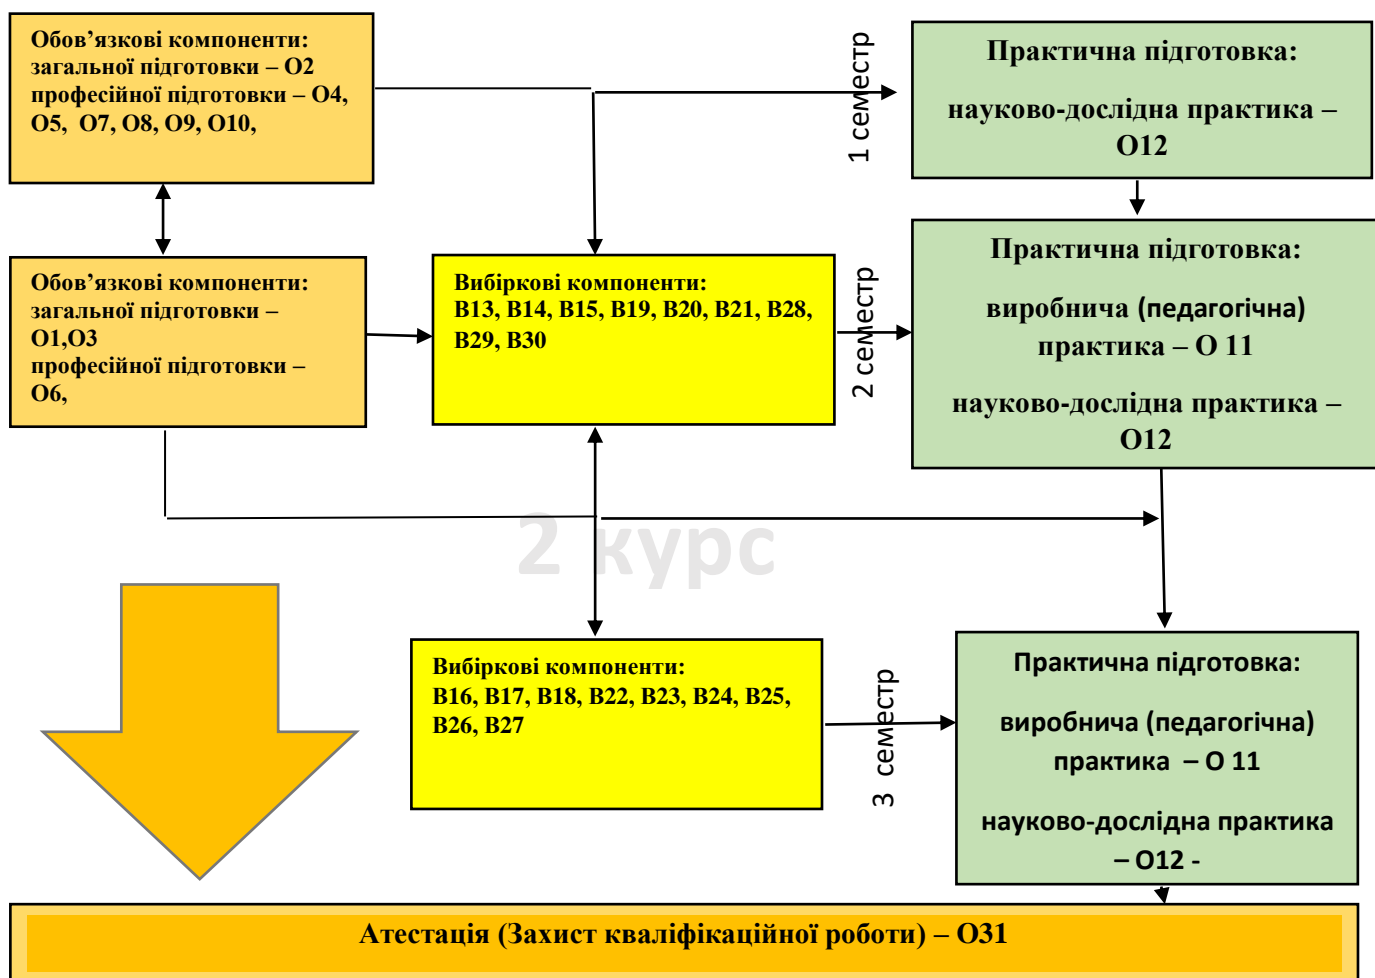 Обов’язкові компоненти:
загальної підготовки – О2
професійної підготовки – О4,
О5, О7, О8, О9, О10,
1 семестр
Практична підготовка:
науково-дослідна практика –
О12
Обов’язкові компоненти:
загальної підготовки –
О1,О3
професійної підготовки –
О6,
Вибіркові компоненти:
В13, В14, В15, В19, В20, В21, В28,
В29, В30
2 семестр
Практична підготовка:
виробнича (педагогічна)
практика – О 11
науково-дослідна практика –
О12
2 курс
Вибіркові компоненти:
В16, В17, В18, В22, В23, В24, В25,
В26, В27
3 семестр
Практична підготовка:
виробнича (педагогічна)
практика – О 11
науково-дослідна практика
– О12 -
Атестація (Захист кваліфікаційної роботи) – О31